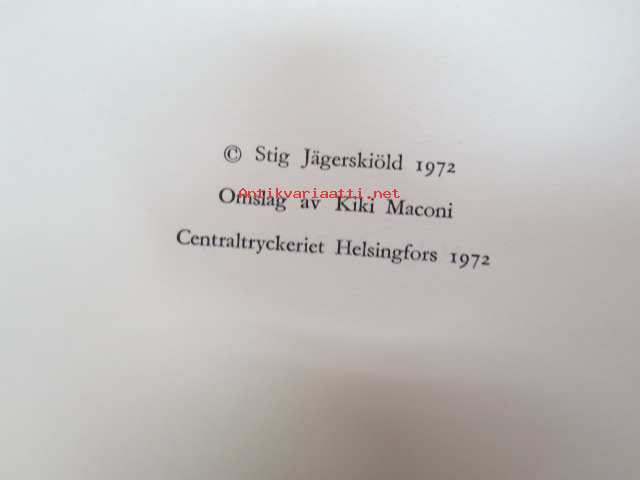 © Stig Jägerskiöld 1972
Antikvariaatti.net
Omslag av Kiki Maconi
Centraltryckeriet Helsingfors 1972